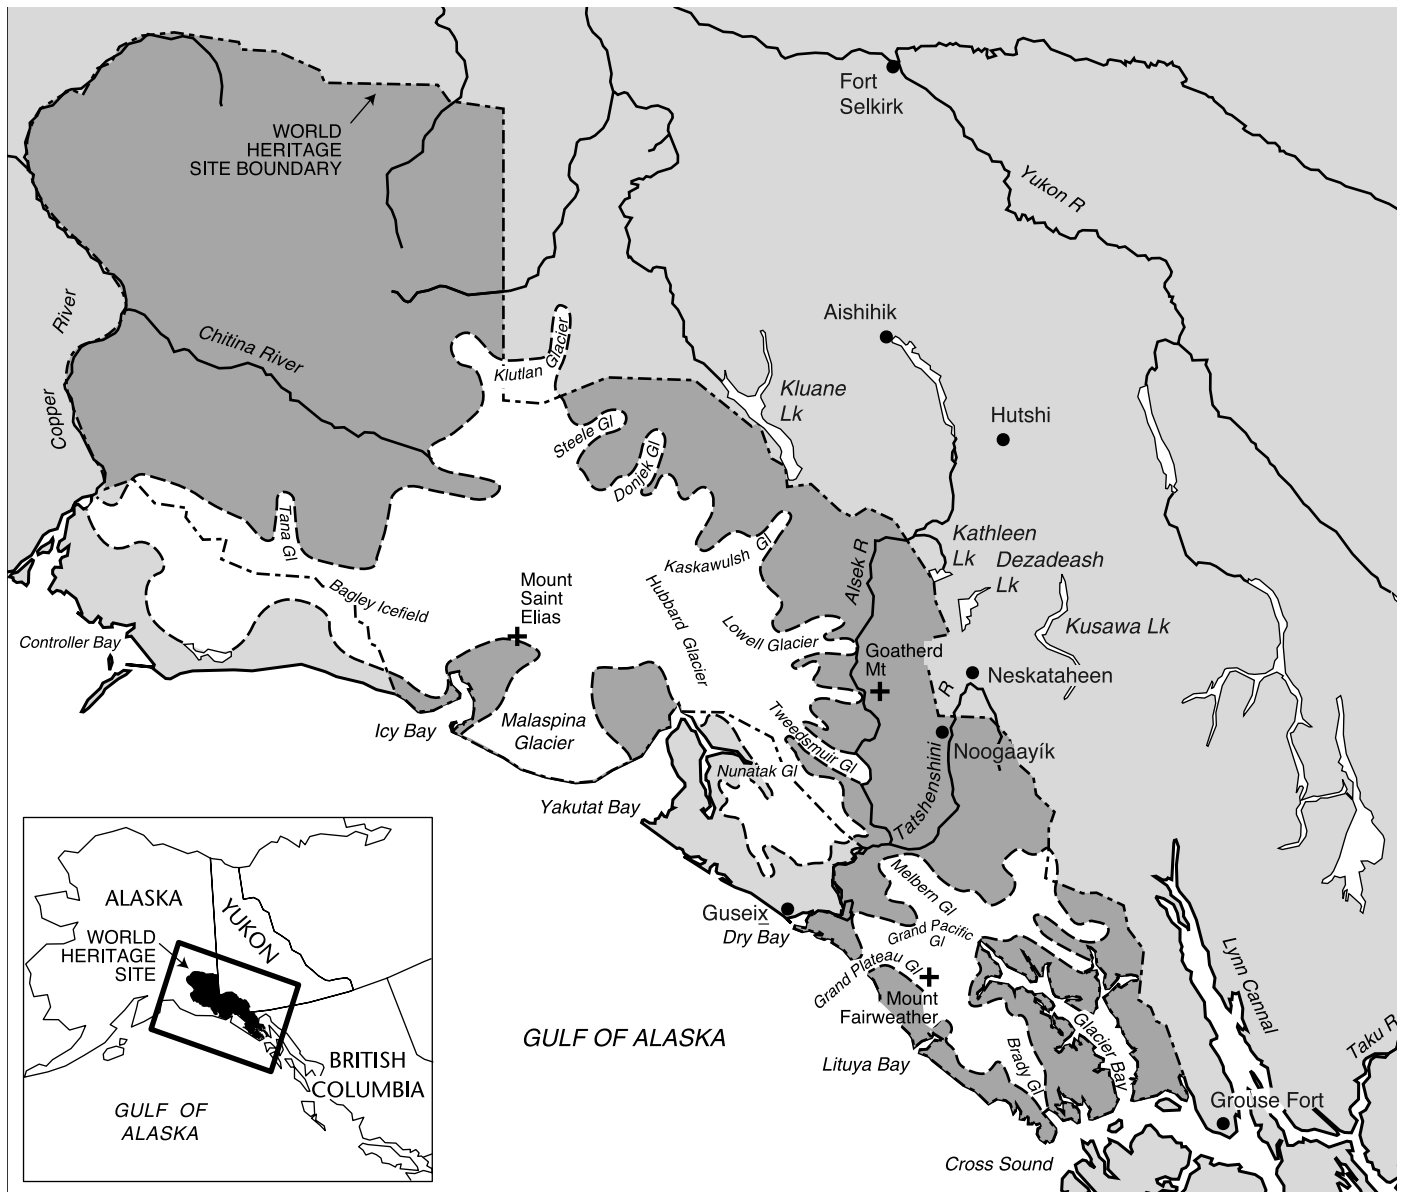 Fort
Selkirk
WORLD
HERITAGE
SITE BOUNDARY
Yukon R
River
Copper
Chitina River
Aishihik
Klutlan Glacier
Kluane
Lk
Hutshi
Steele Gl
Donjek Gl
Tana Gl
Kaskawulsh Gl
Alsek R
Kathleen
Lk
Dezadeash
Lk
Mount
Saint
Elias
Bagley Icefield
Hubbard Glacier
Lowell Glacier
Kusawa Lk
Controller Bay
Goatherd
Mt
R
Neskataheen
Icy Bay
Malaspina
Glacier
Tweedsmuir Gl
Noogaayík
Nunatak Gl
Tatshenshini
Yakutat Bay
Melbern Gl
Guseix̲
Dry Bay
Grand Pacific
Gl
Grand Plateau Gl
Mount
Fairweather
Lynn Cannal
GULF OF ALASKA
Lituya Bay
Brady Gl
Glacier Bay
Taku R
Grouse Fort
Cross Sound
ALASKA
YUKON
WORLD
HERITAGE
SITE
BRITISH
COLUMBIA
GULF OF
ALASKA